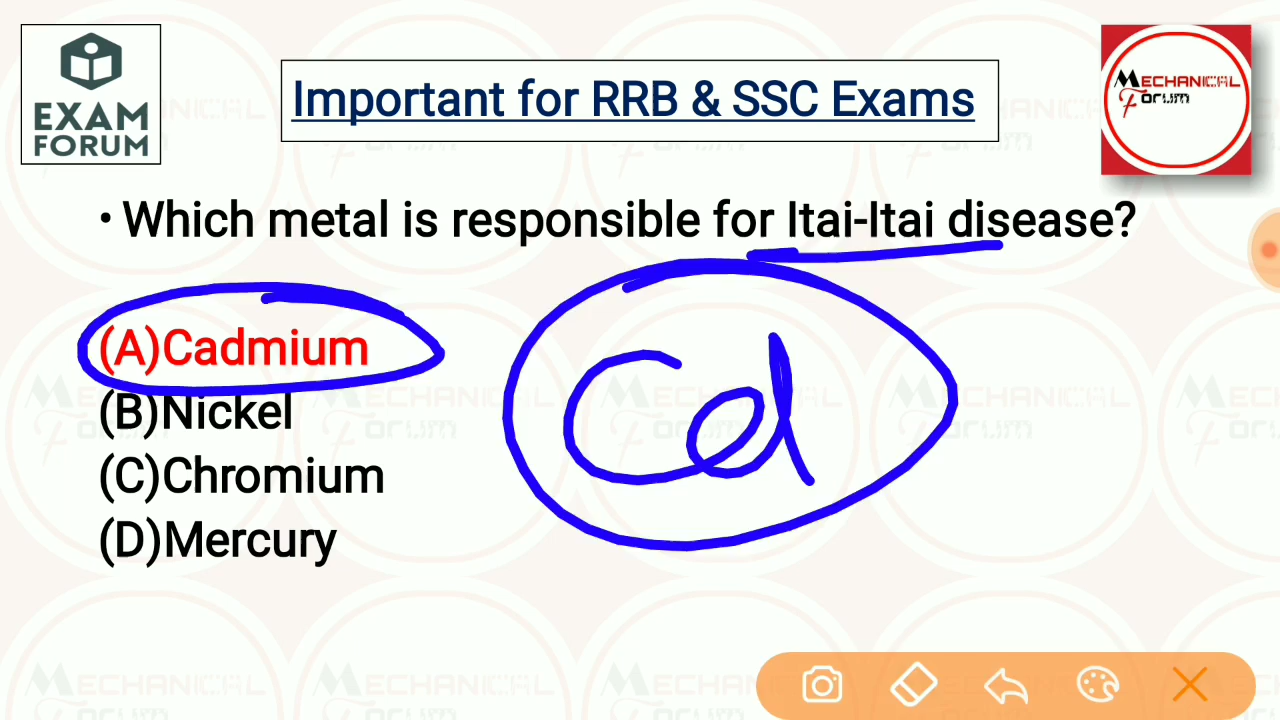 EXAM
FORUM
Important for RRB & SSC Exams
MECHANICAL
Forum
• Which metal is responsible for Itai-Itai disease?
(A)Cadmium
(B)Nickel
(C)Chromium
(D)Mercury
Cd